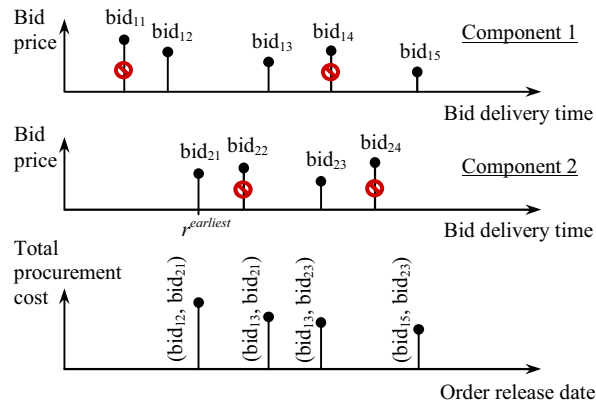 Bid
price
bid₁₁
bid₁₂
bid₁₃
bid₁₄
bid₁₅
Component 1
Bid delivery time
Bid
price
bid₂₁
bid₂₂
bid₂₃
bid₂₄
Component 2
r^earliest
Bid delivery time
Total
procurement
cost
(bid₁₂, bid₂₁)
(bid₁₃, bid₂₁)
(bid₁₃, bid₂₃)
(bid₁₅, bid₂₃)
Order release date